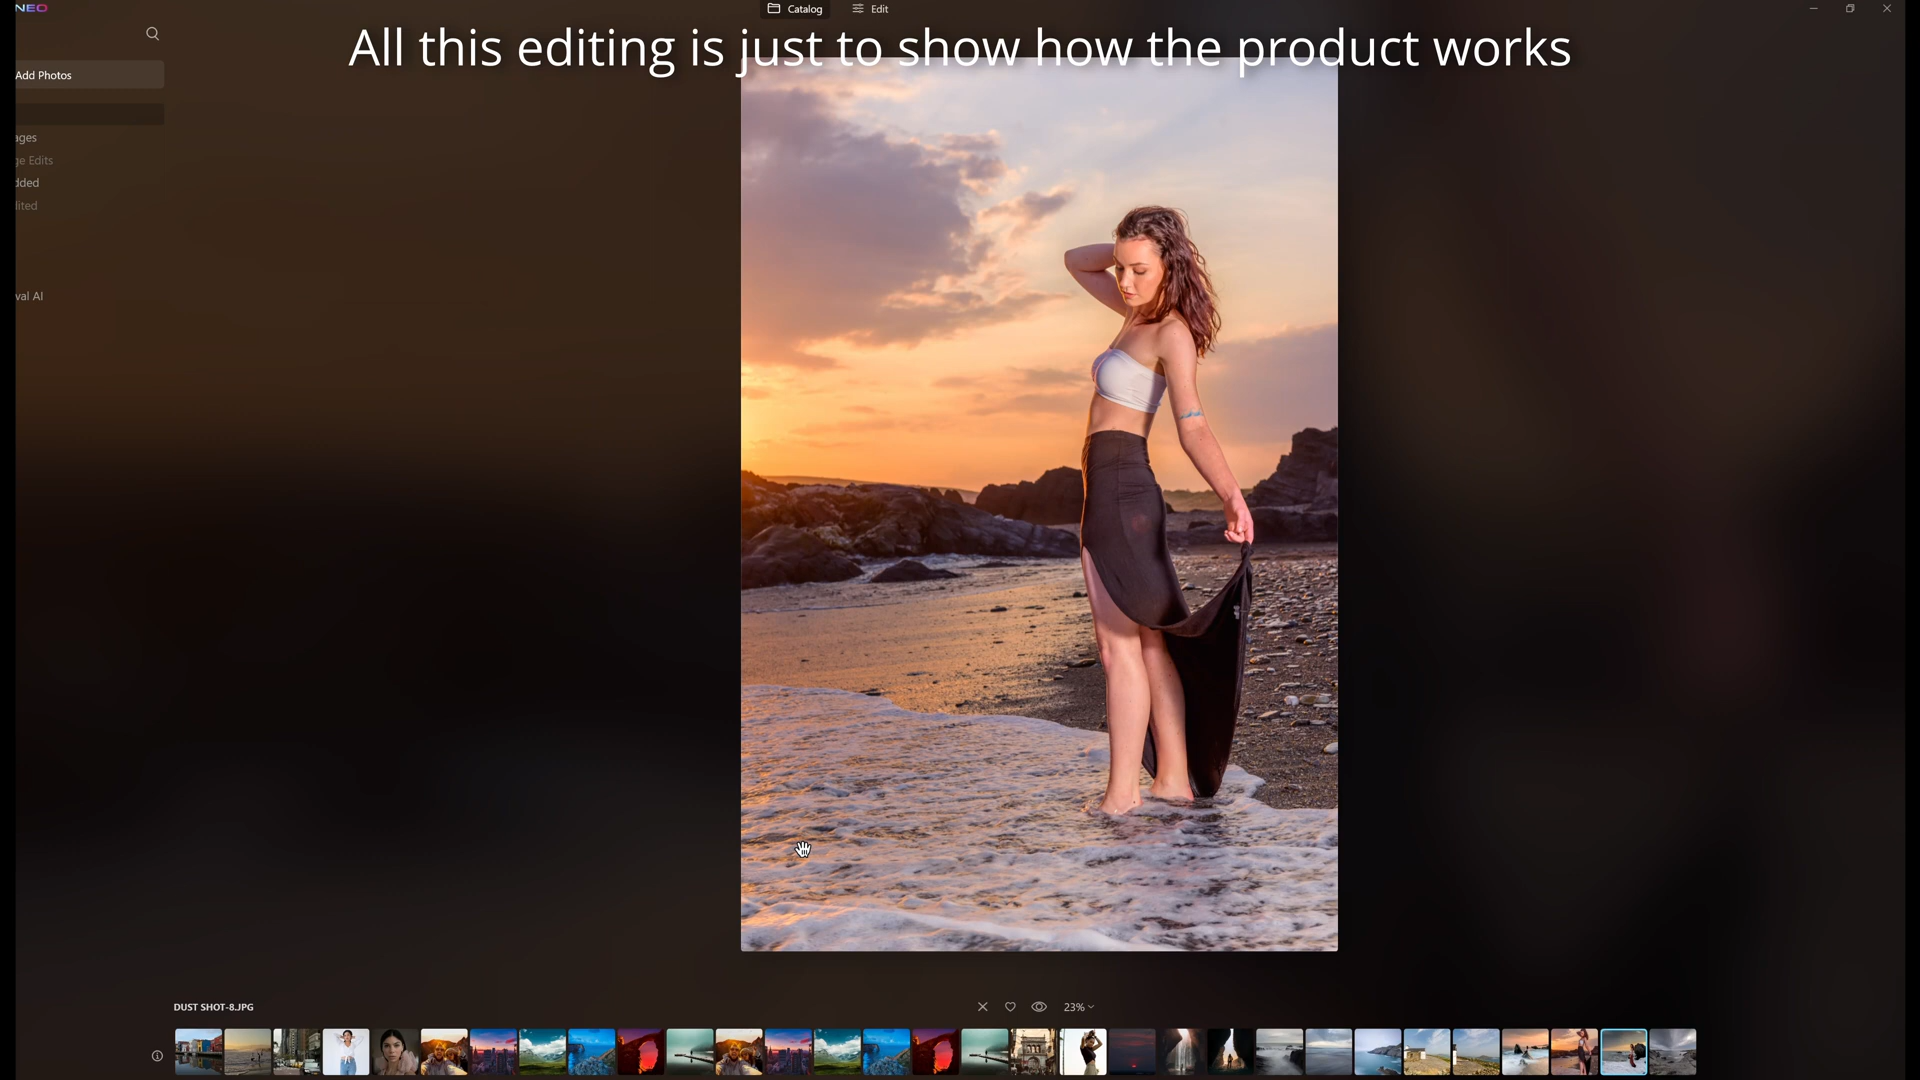 NEO
Catalog
Edit
All this editing is just to show how the product works
Add Photos
ages
ge Edits
dded
lited
val AI
DUST SHOT-8.JPG
23%